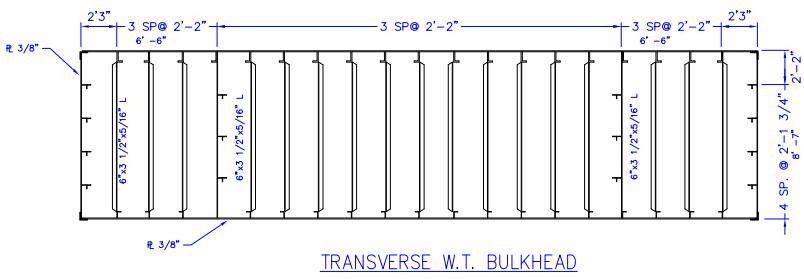 2'3"
3 SP@ 2'-2"
6' -6"
3 SP@ 2'-2"
3 SP@ 2'-2"
6' -6"
2'3"
℄ 3/8"
2'-2"
6"x3 1/2"x5/16" L
6"x3 1/2"x5/16" L
6"x3 1/2"x5/16" L
4 SP. @ 2'-1 3/4"
8' -7"
℄ 3/8"
TRANSVERSE W.T. BULKHEAD